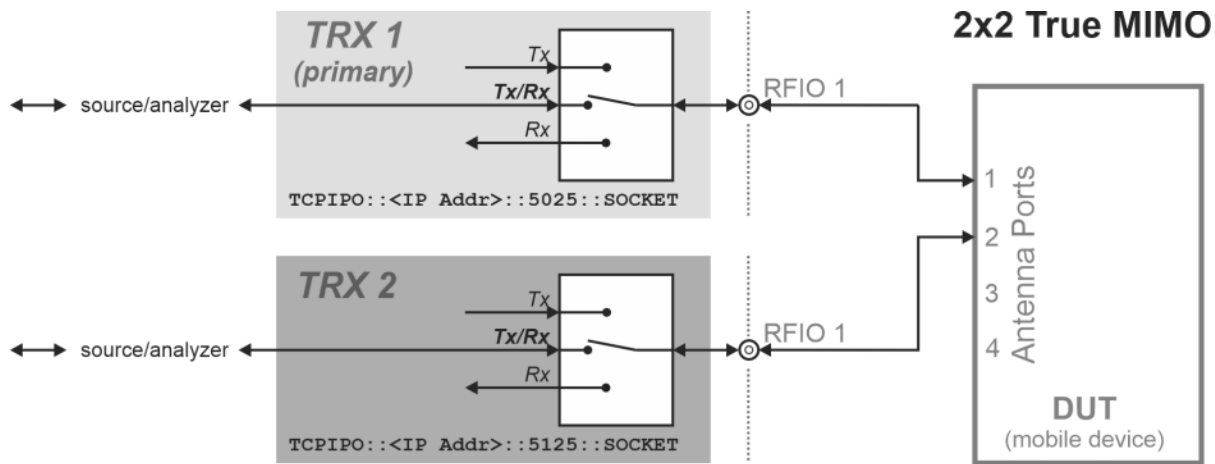 2x2 True MIMO
TRX 1
(primary)
Tx
Tx/Rx
Rx
source/analyzer
RFIO 1
TCPIPO::<IP Addr>::5025::SOCKET
TRX 2
Tx
Tx/Rx
Rx
source/analyzer
RFIO 1
TCPIPO::<IP Addr>::5125::SOCKET
1
2
3
4
Antenna Ports
DUT
(mobile device)